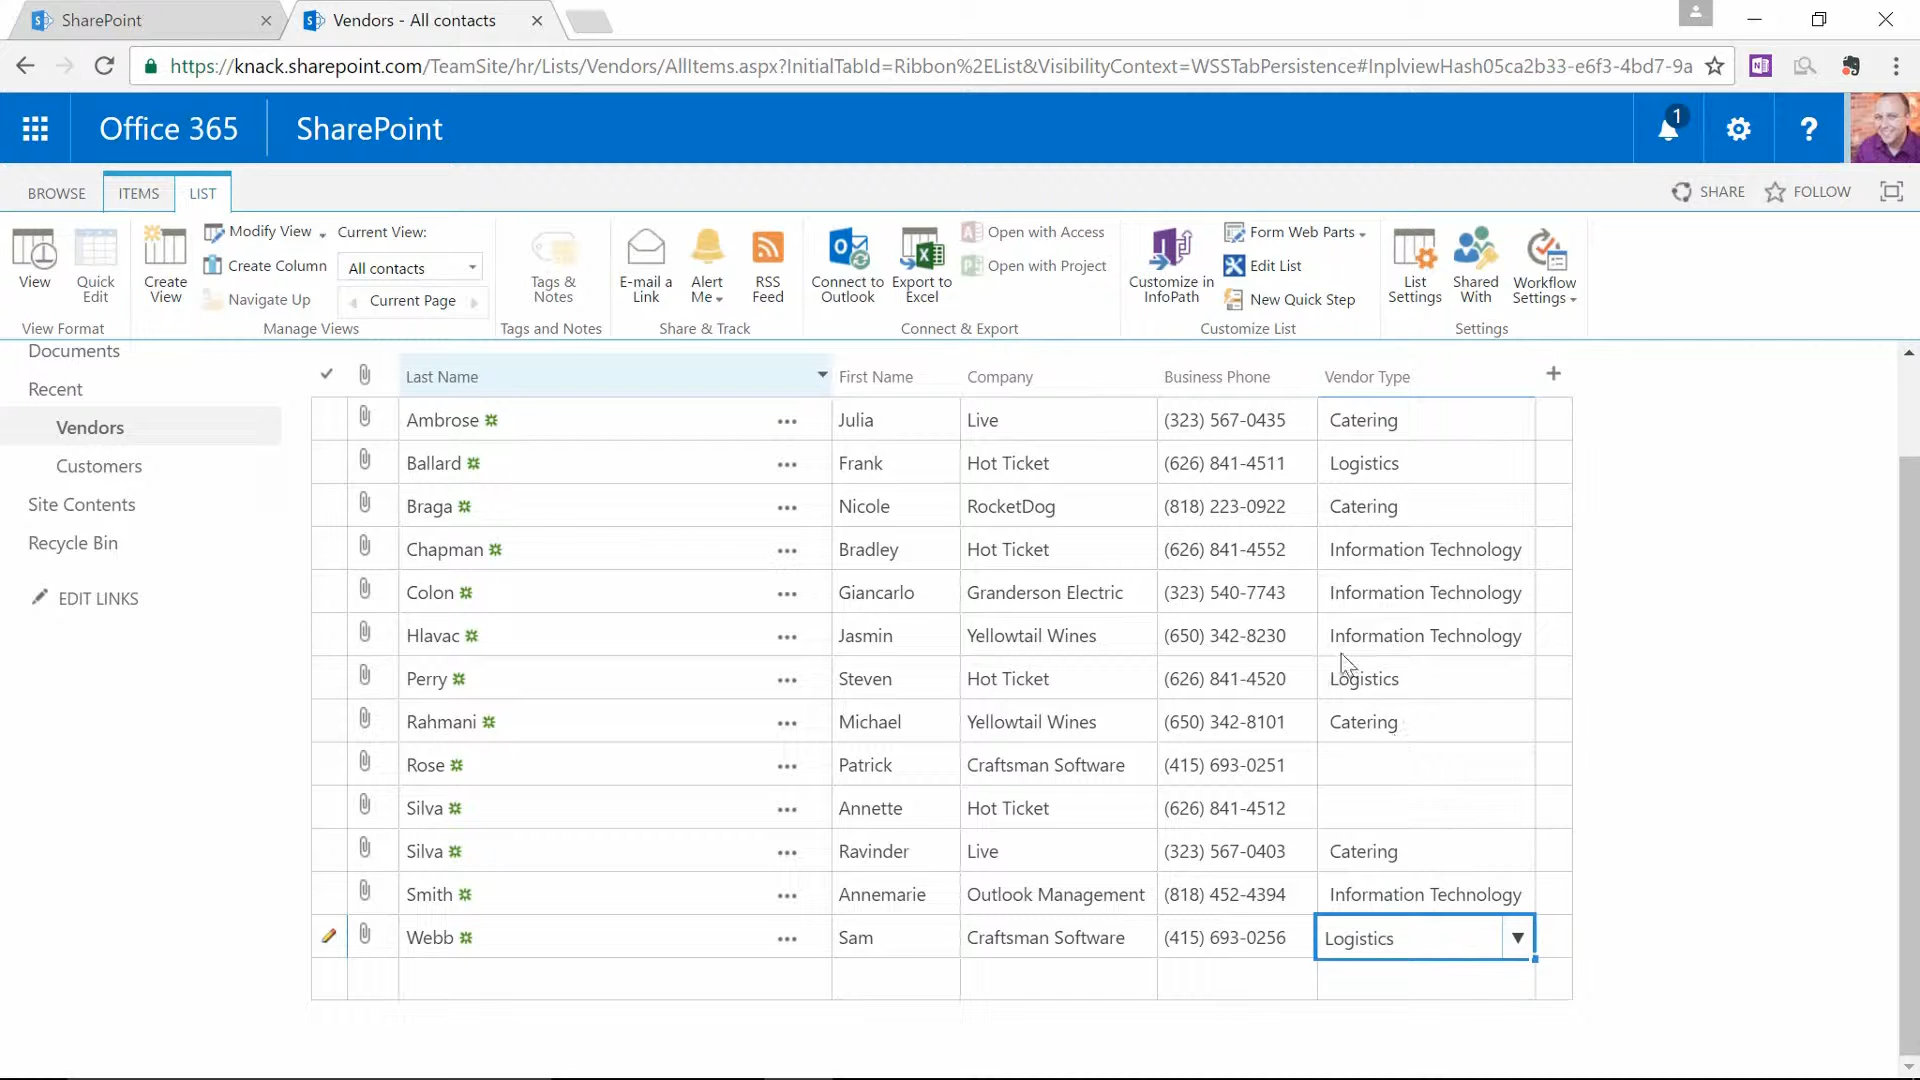 SharePoint
Vendors - All contacts
https://knack.sharepoint.com/TeamSite/hr/Lists/Vendors/AllItems.aspx?InitialTabId=Ribbon%2EList&VisibilityContext=WSSTabPersistence#InplviewHash05ca2b33-e6f3-4bd7-9a
Office 365 SharePoint 1 ?
BROWSE ITEMS LIST SHARE FOLLOW
View
Quick Edit
View Format
Create View
Modify View
Create Column
Navigate Up
Current View:
All contacts
Current Page
Manage Views
Tags & Notes
Tags and Notes
E-mail a Link
Alert Me
RSS Feed
Share & Track
Connect to Outlook
Export to Excel
Open with Access
Open with Project
Connect & Export
Customize in InfoPath
Form Web Parts
Edit List
New Quick Step
Customize List
List Settings
Shared With
Workflow Settings
Settings
Documents
Recent
Vendors
Customers
Site Contents
Recycle Bin
EDIT LINKS
Last Name First Name Company Business Phone Vendor Type +
Ambrose ... Julia Live (323) 567-0435 Catering
Ballard ... Frank Hot Ticket (626) 841-4511 Logistics
Braga ... Nicole RocketDog (818) 223-0922 Catering
Chapman ... Bradley Hot Ticket (626) 841-4552 Information Technology
Colon ... Giancarlo Granderson Electric (323) 540-7743 Information Technology
Hlavac ... Jasmin Yellowtail Wines (650) 342-8230 Information Technology
Perry ... Steven Hot Ticket (626) 841-4520 Logistics
Rahmani ... Michael Yellowtail Wines (650) 342-8101 Catering
Rose ... Patrick Craftsman Software (415) 693-0251
Silva ... Annette Hot Ticket (626) 841-4512
Silva ... Ravinder Live (323) 567-0403 Catering
Smith ... Annemarie Outlook Management (818) 452-4394 Information Technology
Webb ... Sam Craftsman Software (415) 693-0256 Logistics